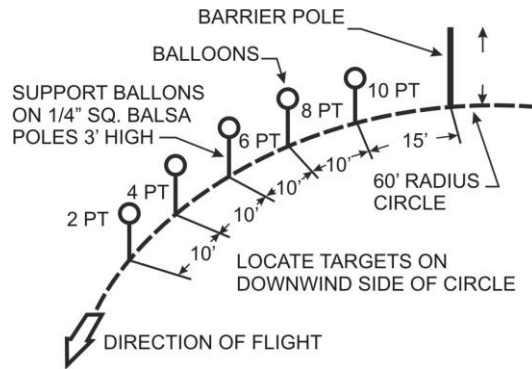 BARRIER POLE
BALLOONS
SUPPORT BALLONS
ON 1/4" SQ. BALSA
POLES 3' HIGH
10 PT
8 PT
6 PT
4 PT
2 PT
15'
10'
10'
10'
10'
60' RADIUS
CIRCLE
LOCATE TARGETS ON
DOWNWIND SIDE OF CIRCLE
DIRECTION OF FLIGHT